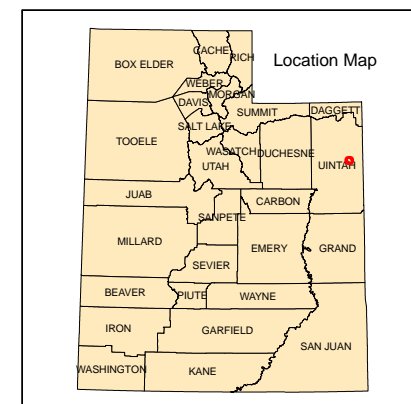 Location Map
BOX ELDER
CACHE
RICH
WEBER
MORGAN
DAVIS
SUMMIT
DAGGETT
SALT LAKE
TOOELE
WASATCH
DUCHESNE
UINTAH
UTAH
JUAB
CARBON
SANPETE
MILLARD
EMERY
GRAND
SEVIER
BEAVER
PIUTE
WAYNE
IRON
GARFIELD
SAN JUAN
WASHINGTON
KANE